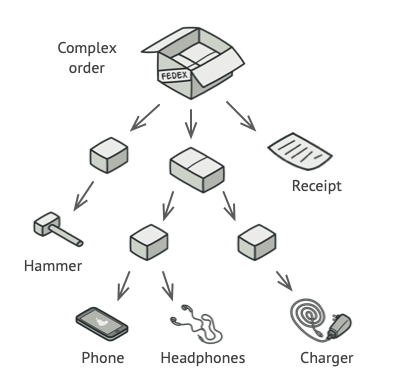 Complex
order
FEDEX
Receipt
Hammer
Phone
Headphones
Charger